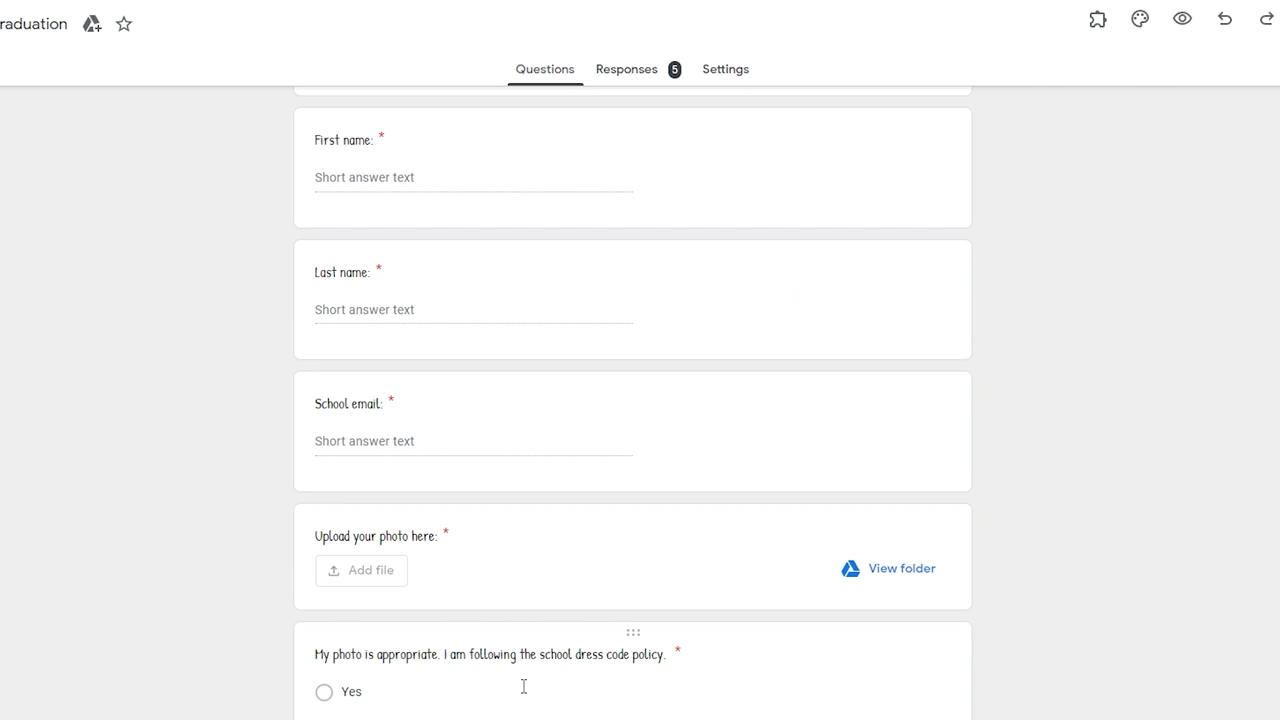 raduation
Questions Responses 5 Settings
First name: *
Short answer text
Last name: *
Short answer text
School email: *
Short answer text
Upload your photo here: *
Add file
View folder
My photo is appropriate. I am following the school dress code policy. *
Yes